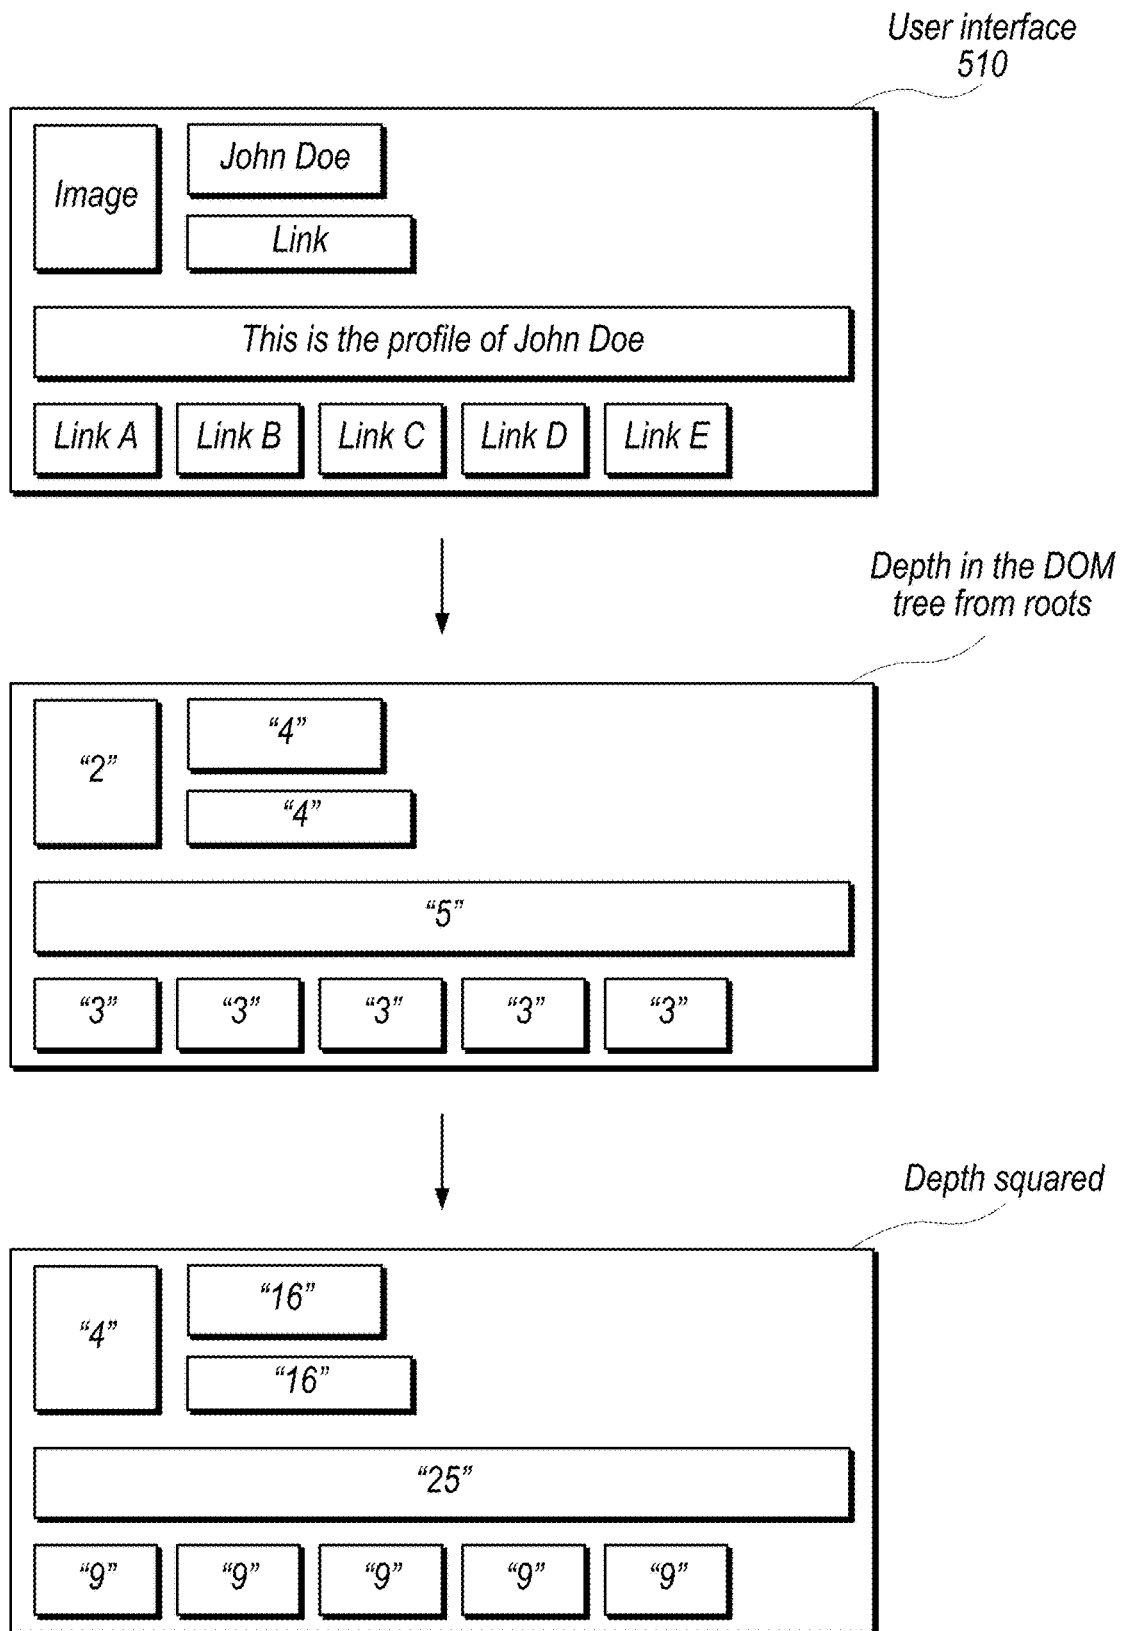 User interface
510
John Doe
Image
Link
This is the profile of John Doe
Link A Link B Link C Link D Link E
Depth in the DOM
tree from roots
“4”
“2”
“4”
“5”
“3” “3” “3” “3” “3”
Depth squared
“16”
“4”
“16”
“25”
“9” “9” “9” “9” “9”